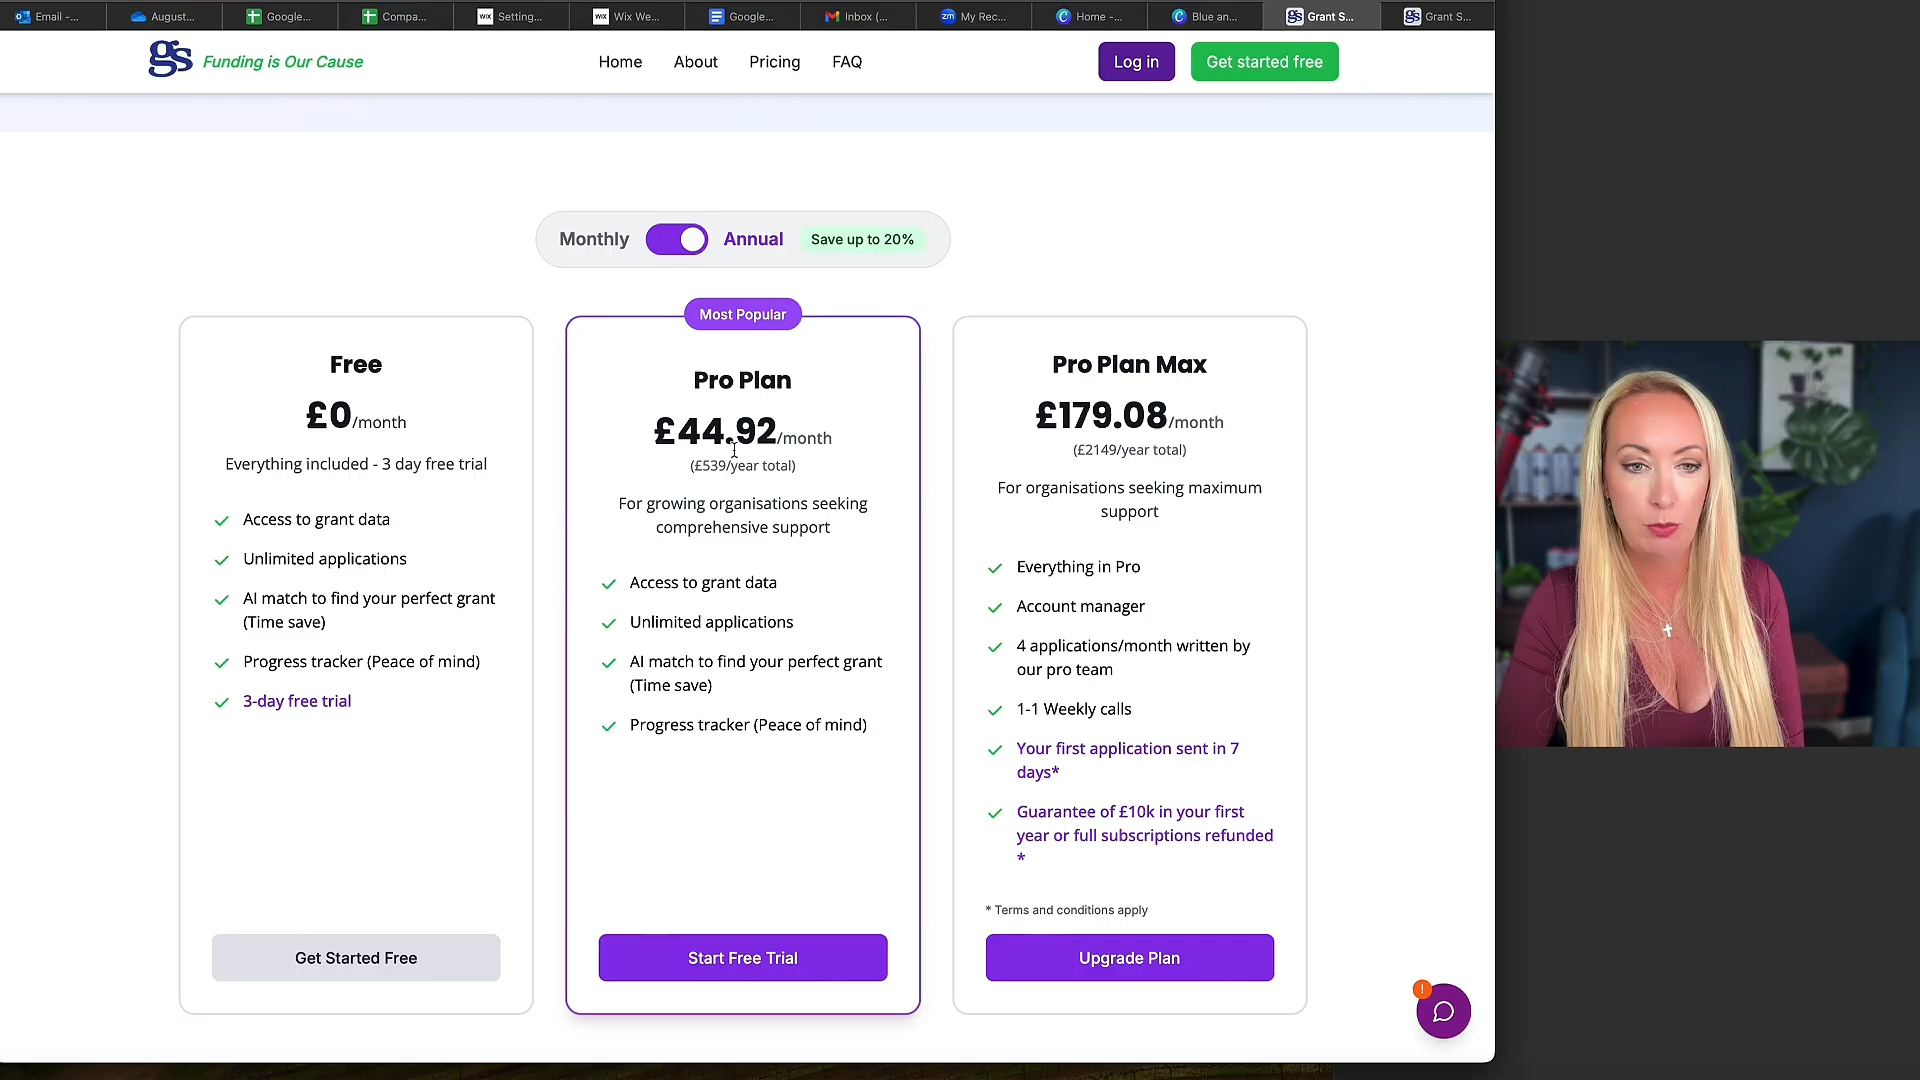 Email -...
August...
Google...
Compa...
WIX Setting...
WIX Wix We...
Google...
Inbox (...
zm My Rec...
Home -...
Blue an...
gs Grant S...
gs Grant S...
gs Funding is Our Cause
Home
About
Pricing
FAQ
Log in
Get started free
Monthly
Annual
Save up to 20%
Free
£0/month
Everything included - 3 day free trial
Access to grant data
Unlimited applications
AI match to find your perfect grant
(Time save)
Progress tracker (Peace of mind)
3-day free trial
Get Started Free
Most Popular
Pro Plan
£44.92/month
(£539/year total)
For growing organisations seeking
comprehensive support
Access to grant data
Unlimited applications
AI match to find your perfect grant
(Time save)
Progress tracker (Peace of mind)
Start Free Trial
Pro Plan Max
£179.08/month
(£2149/year total)
For organisations seeking maximum
support
Everything in Pro
Account manager
4 applications/month written by
our pro team
1-1 Weekly calls
Your first application sent in 7
days*
Guarantee of £10k in your first
year or full subscriptions refunded
*
* Terms and conditions apply
Upgrade Plan
!